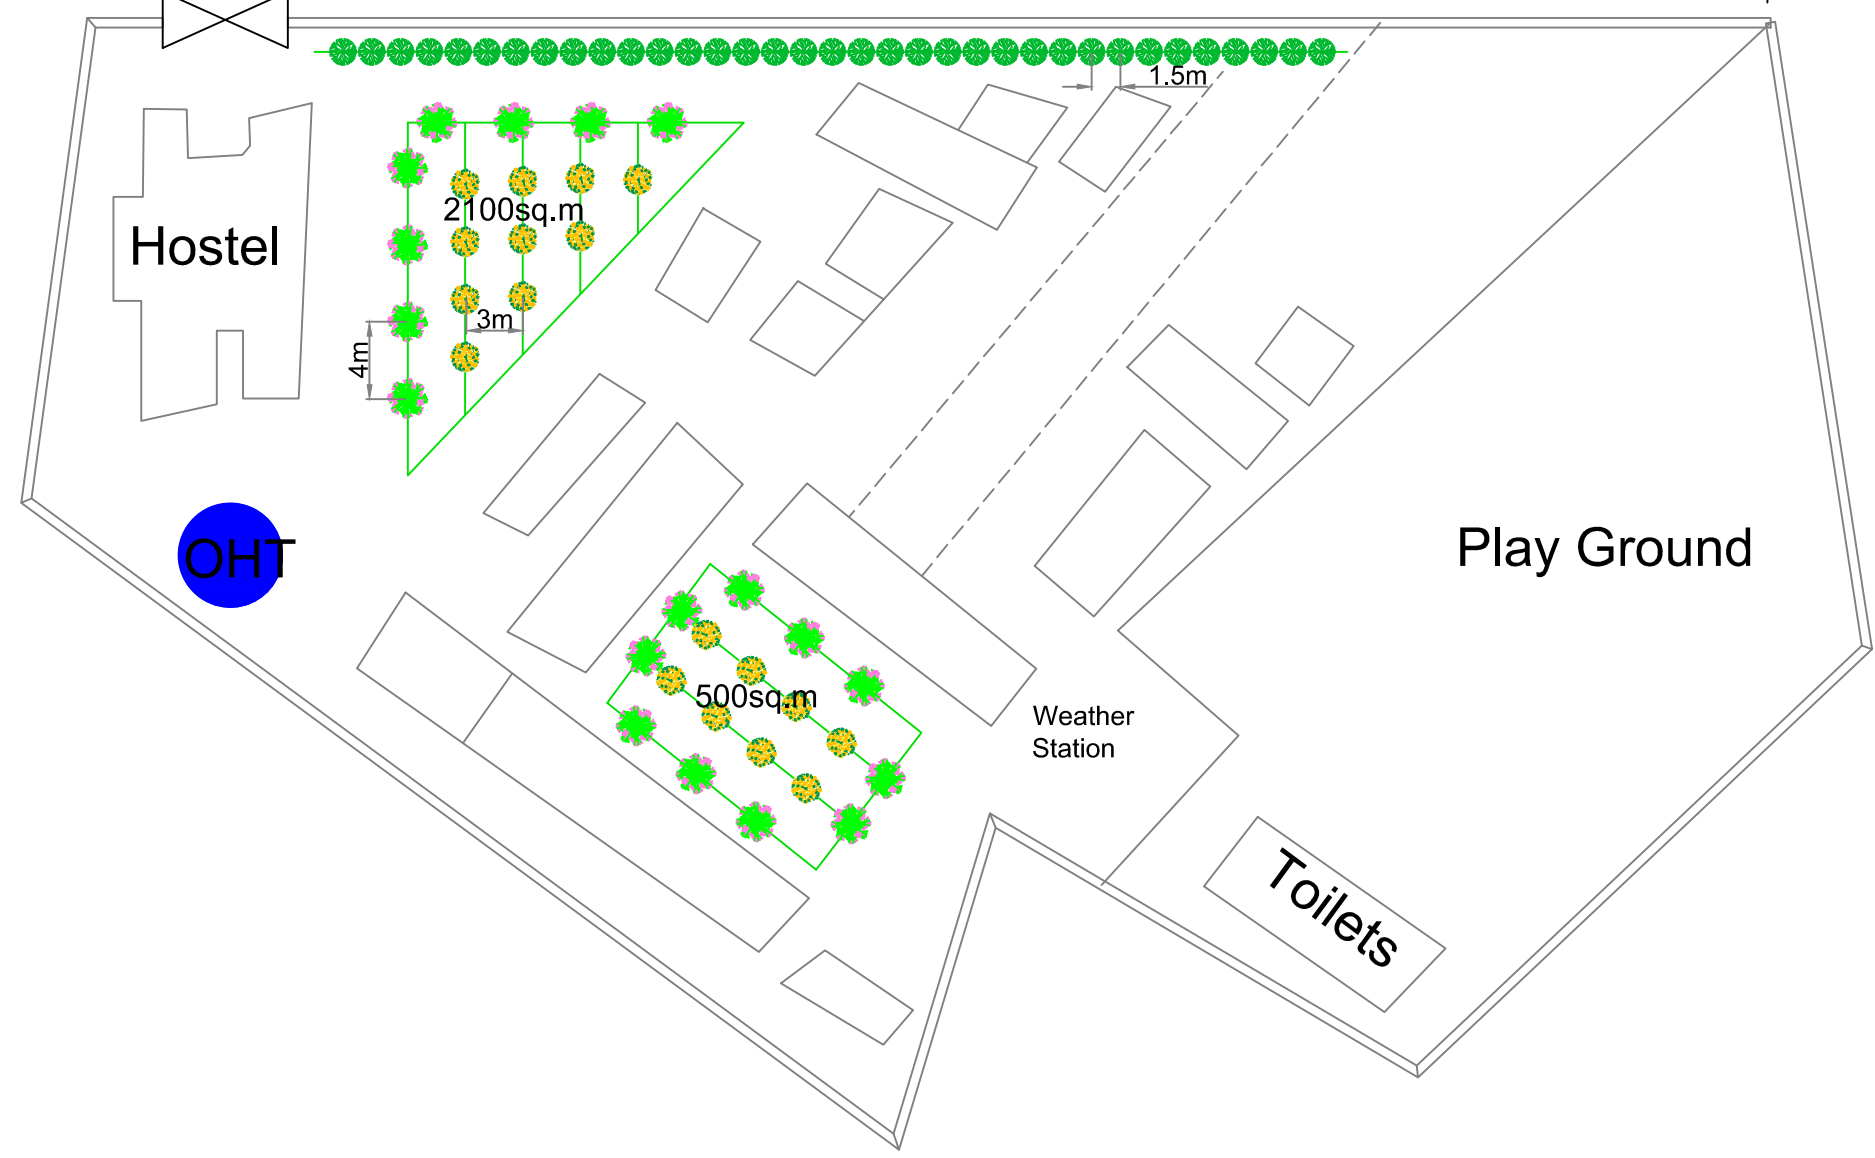 1.5m
2100sq.m
Hostel
3m
4m
OHT
Play Ground
500sq.m
Weather
Station
Toilets